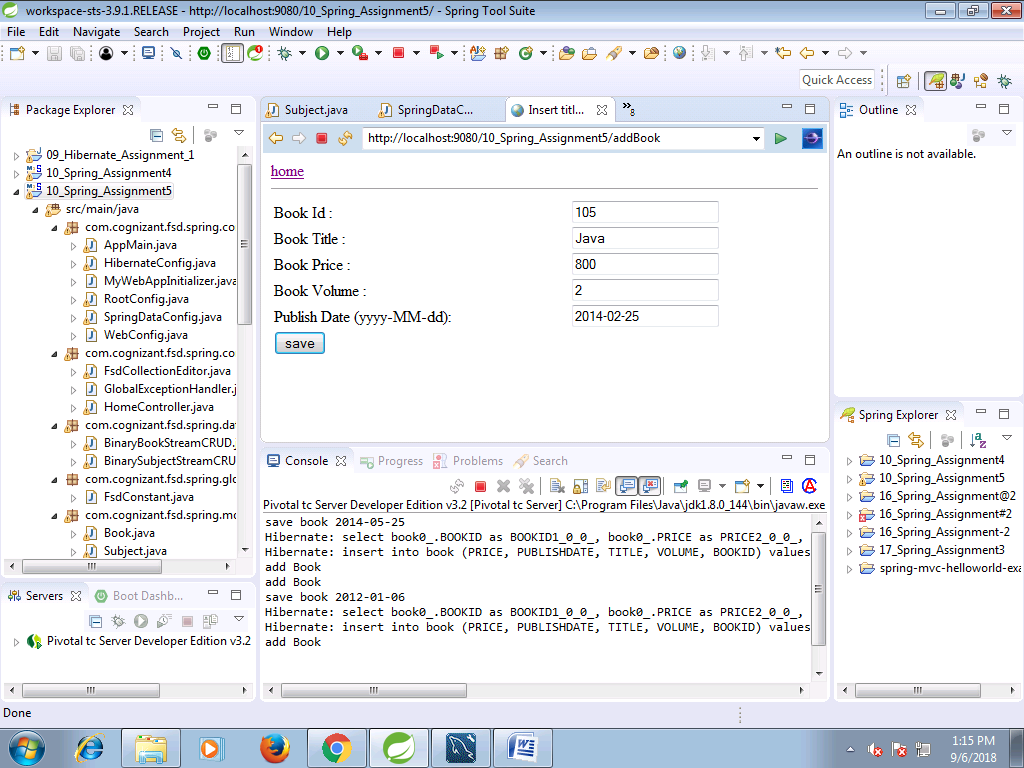 workspace-sts-3.9.1.RELEASE - http://localhost:9080/10_Spring_Assignment5/ - Spring Tool Suite
File Edit Navigate Search Project Run Window Help
Quick Access
Package Explorer
09_Hibernate_Assignment_1
10_Spring_Assignment4
10_Spring_Assignment5
src/main/java
com.cognizant.fsd.spring.co
AppMain.java
HibernateConfig.java
MyWebAppInitializer.java
RootConfig.java
SpringDataConfig.java
WebConfig.java
com.cognizant.fsd.spring.co
FsdCollectionEditor.java
GlobalExceptionHandler.j
HomeController.java
com.cognizant.fsd.spring.da
BinaryBookStreamCRUD.
BinarySubjectStreamCRU
com.cognizant.fsd.spring.glo
FsdConstant.java
com.cognizant.fsd.spring.mo
Book.java
Subject.java
Servers Boot Dashb...
Pivotal tc Server Developer Edition v3.2
Subject.java SpringDataC... Insert titl... 8
http://localhost:9080/10_Spring_Assignment5/addBook
home
Book Id : 105
Book Title : Java
Book Price : 800
Book Volume : 2
Publish Date (yyyy-MM-dd): 2014-02-25
save
Console Progress Problems Search
Pivotal tc Server Developer Edition v3.2 [Pivotal tc Server] C:\Program Files\Java\jdk1.8.0_144\bin\javaw.exe
save book 2014-05-25
Hibernate: select book0_.BOOKID as BOOKID1_0_0_, book0_.PRICE as PRICE2_0_0_,
Hibernate: insert into book (PRICE, PUBLISHDATE, TITLE, VOLUME, BOOKID) values
add Book
add Book
save book 2012-01-06
Hibernate: select book0_.BOOKID as BOOKID1_0_0_, book0_.PRICE as PRICE2_0_0_,
Hibernate: insert into book (PRICE, PUBLISHDATE, TITLE, VOLUME, BOOKID) values
add Book
Outline
An outline is not available.
Spring Explorer
10_Spring_Assignment4
10_Spring_Assignment5
16_Spring_Assignment@2
16_Spring_Assignment#2
16_Spring_Assignment-2
17_Spring_Assignment3
spring-mvc-helloworld-exa
Done
1:15 PM
9/6/2018